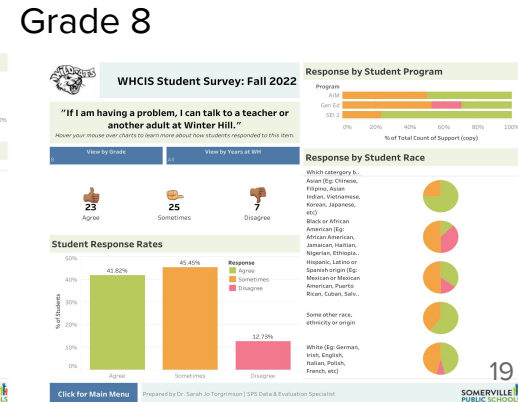 Grade 8
WHCIS Student Survey: Fall 2022
"If I am having a problem, I can talk to a teacher or
another adult at Winter Hill."
Hover your mouse over charts to learn more about how students responded to this item.
View by Grade
8
View by Years at WH
All
23
Agree
25
Sometimes
7
Disagree
Student Response Rates
60%
50%
40%
30%
20%
10%
0%
% of Students
41.82%
45.45%
12.73%
Response
Agree
Sometimes
Disagree
Agree
Sometimes
Disagree
Response by Student Program
Program
AIM
Gen Ed
SEI 1
0%
20%
40%
60%
80%
100%
% of Total Count of Support (copy)
Response by Student Race
Which catergory b..
Asian (Eg: Chinese,
Filipino, Asian
Indian, Vietnamese,
Korean, Japanese,
etc)
Black or African
American (Eg:
African American,
Jamaican, Haitian,
Nigerian, Ethiopia..
Hispanic, Latino or
Spanish origin (Eg:
Mexican or Mexican
American, Puerto
Rican, Cuban, Salv..
Some other race,
ethnicity or origin
White (Eg: German,
Irish, English,
Italian, Polish,
French, etc)
19
Click for Main Menu
Prepared by Dr. Sarah Jo Torgrimson | SPS Data & Evaluation Specialist
SOMERVILLE
PUBLIC SCHOOLS